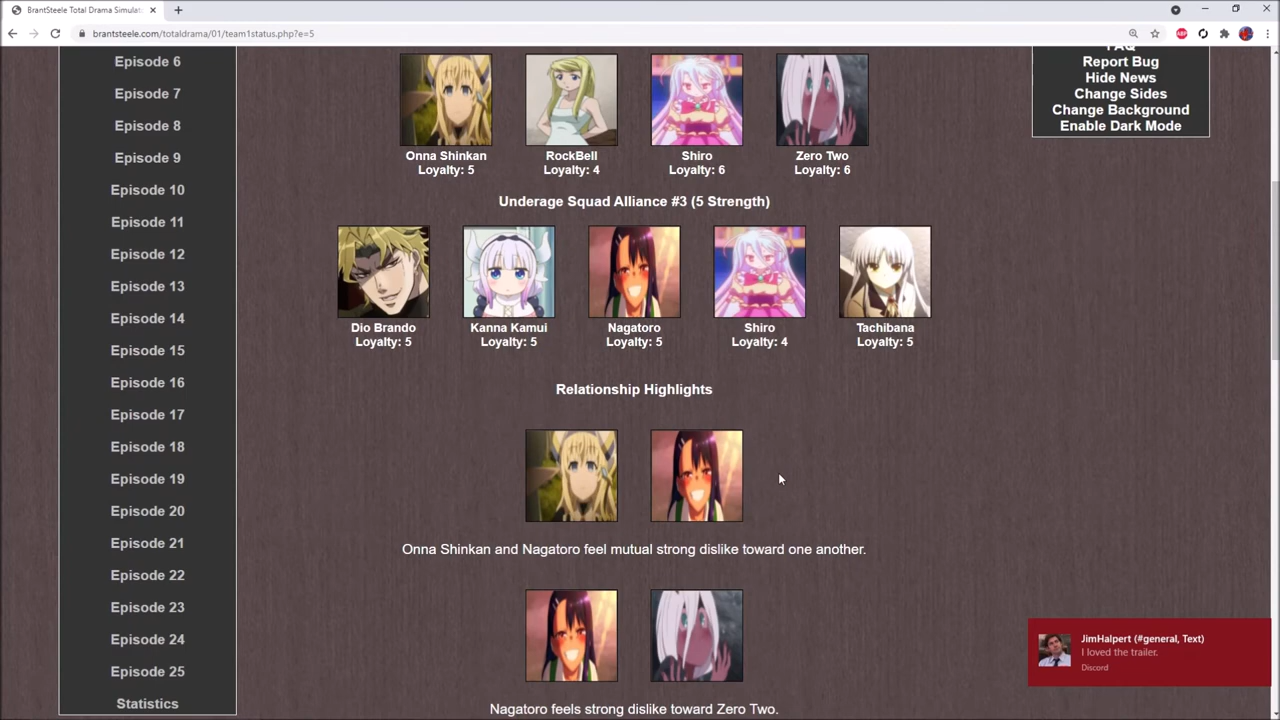 BrantSteele Total Drama Simulat
brantsteele.com/totaldrama/01/team1status.php?e=5
Episode 6
Episode 7
Episode 8
Episode 9
Episode 10
Episode 11
Episode 12
Episode 13
Episode 14
Episode 15
Episode 16
Episode 17
Episode 18
Episode 19
Episode 20
Episode 21
Episode 22
Episode 23
Episode 24
Episode 25
Statistics
Onna Shinkan
Loyalty: 5
RockBell
Loyalty: 4
Shiro
Loyalty: 6
Zero Two
Loyalty: 6
Underage Squad Alliance #3 (5 Strength)
Dio Brando
Loyalty: 5
Kanna Kamui
Loyalty: 5
Nagatoro
Loyalty: 5
Shiro
Loyalty: 4
Tachibana
Loyalty: 5
Relationship Highlights
Onna Shinkan and Nagatoro feel mutual strong dislike toward one another.
Nagatoro feels strong dislike toward Zero Two.
FAQ
Report Bug
Hide News
Change Sides
Change Background
Enable Dark Mode
ABP
JimHalpert (#general, Text)
I loved the trailer.
Discord